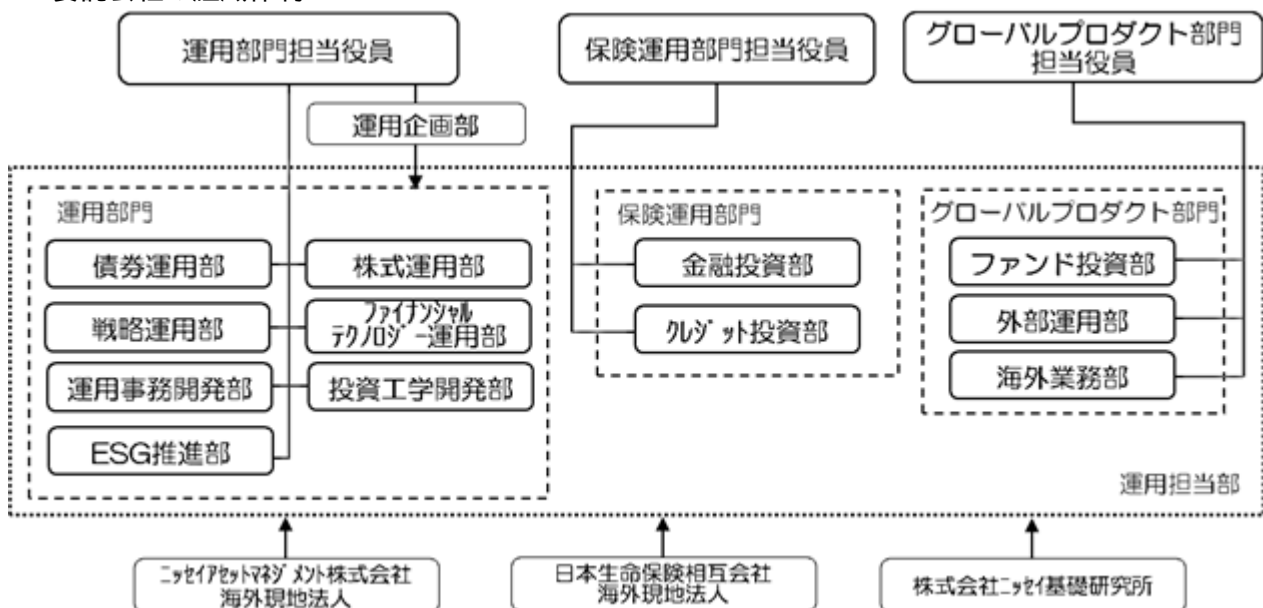 運用部門担当役員
保険運用部門担当役員
グローバルプロダクト部門
担当役員
運用企画部
運用部門
債券運用部
株式運用部
戦略運用部
ファイナンシャル
テクノロジー運用部
運用事務開発部
投資工学開発部
ESG推進部
保険運用部門
金融投資部
クレジット投資部
グローバルプロダクト部門
ファンド投資部
外部運用部
海外業務部
運用担当部
ニッセイアセットマネジメント株式会社
海外現地法人
日本生命保険相互会社
海外現地法人
株式会社ニッセイ基礎研究所